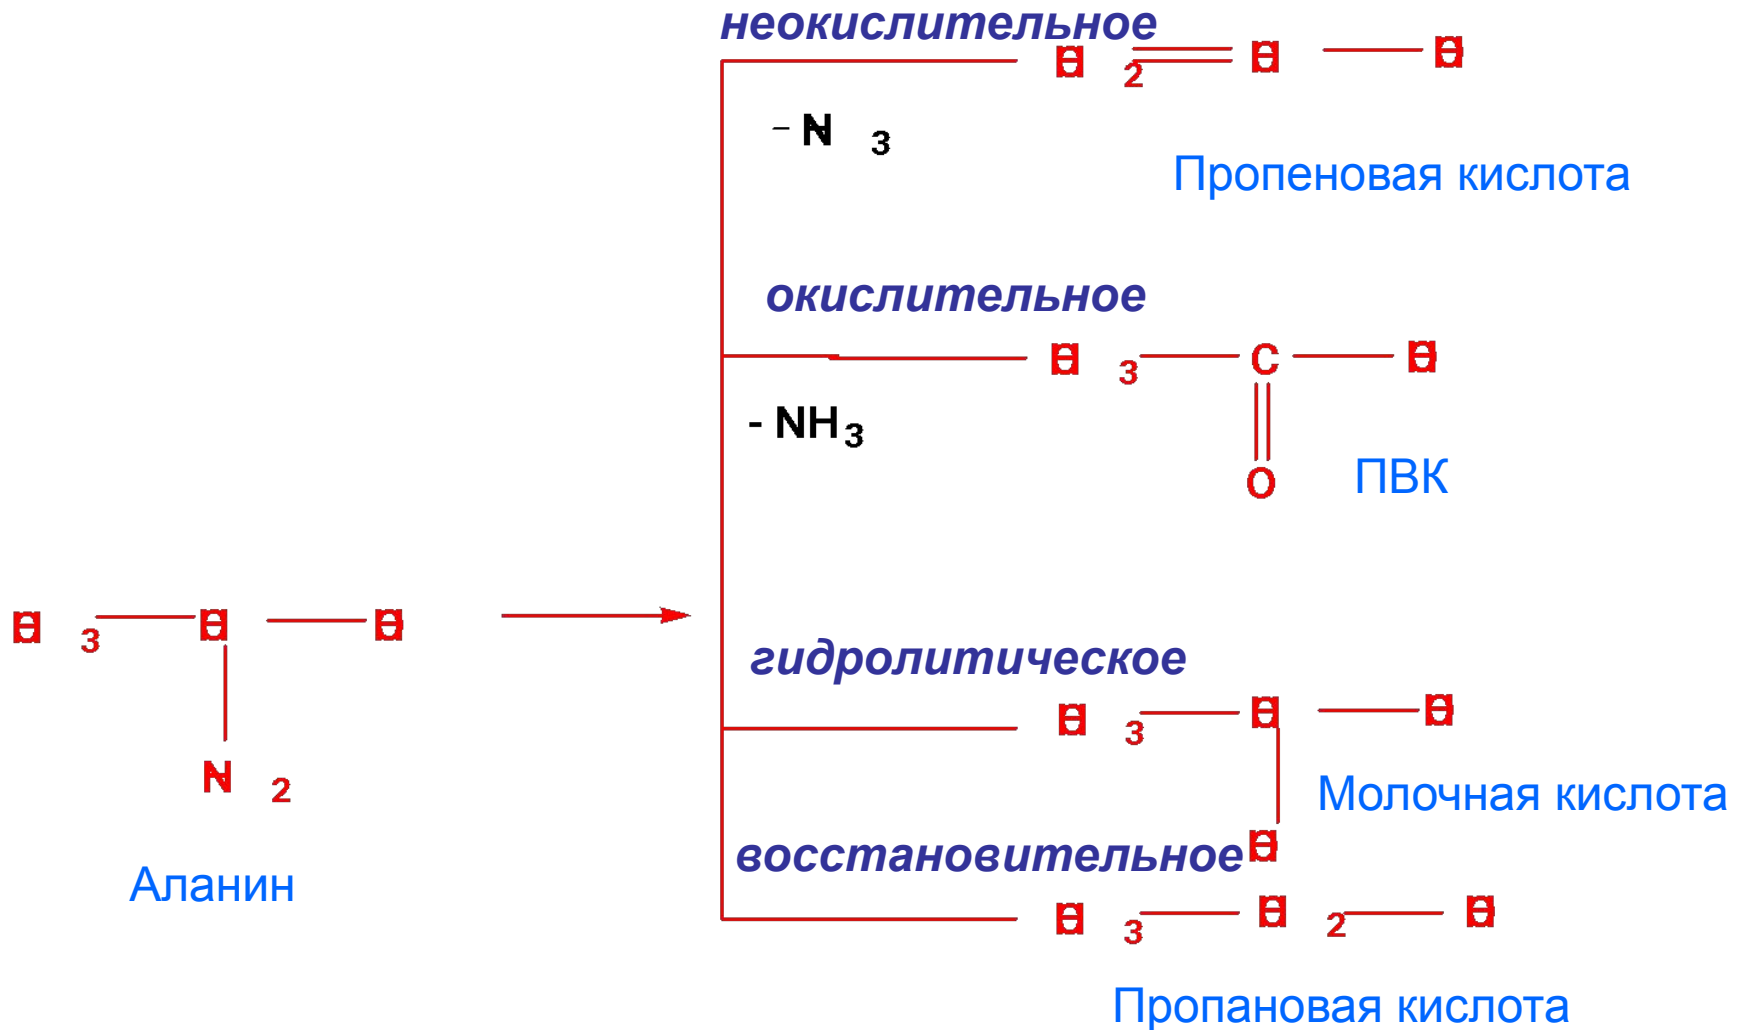 неокислительное
2
- N 3
Пропеновая кислота
окислительное
3 C
- NH3
O
ПВК
3
N 2
Аланин
гидролитическое
3
Молочная кислота
восстановительное
3 2
Пропановая кислота